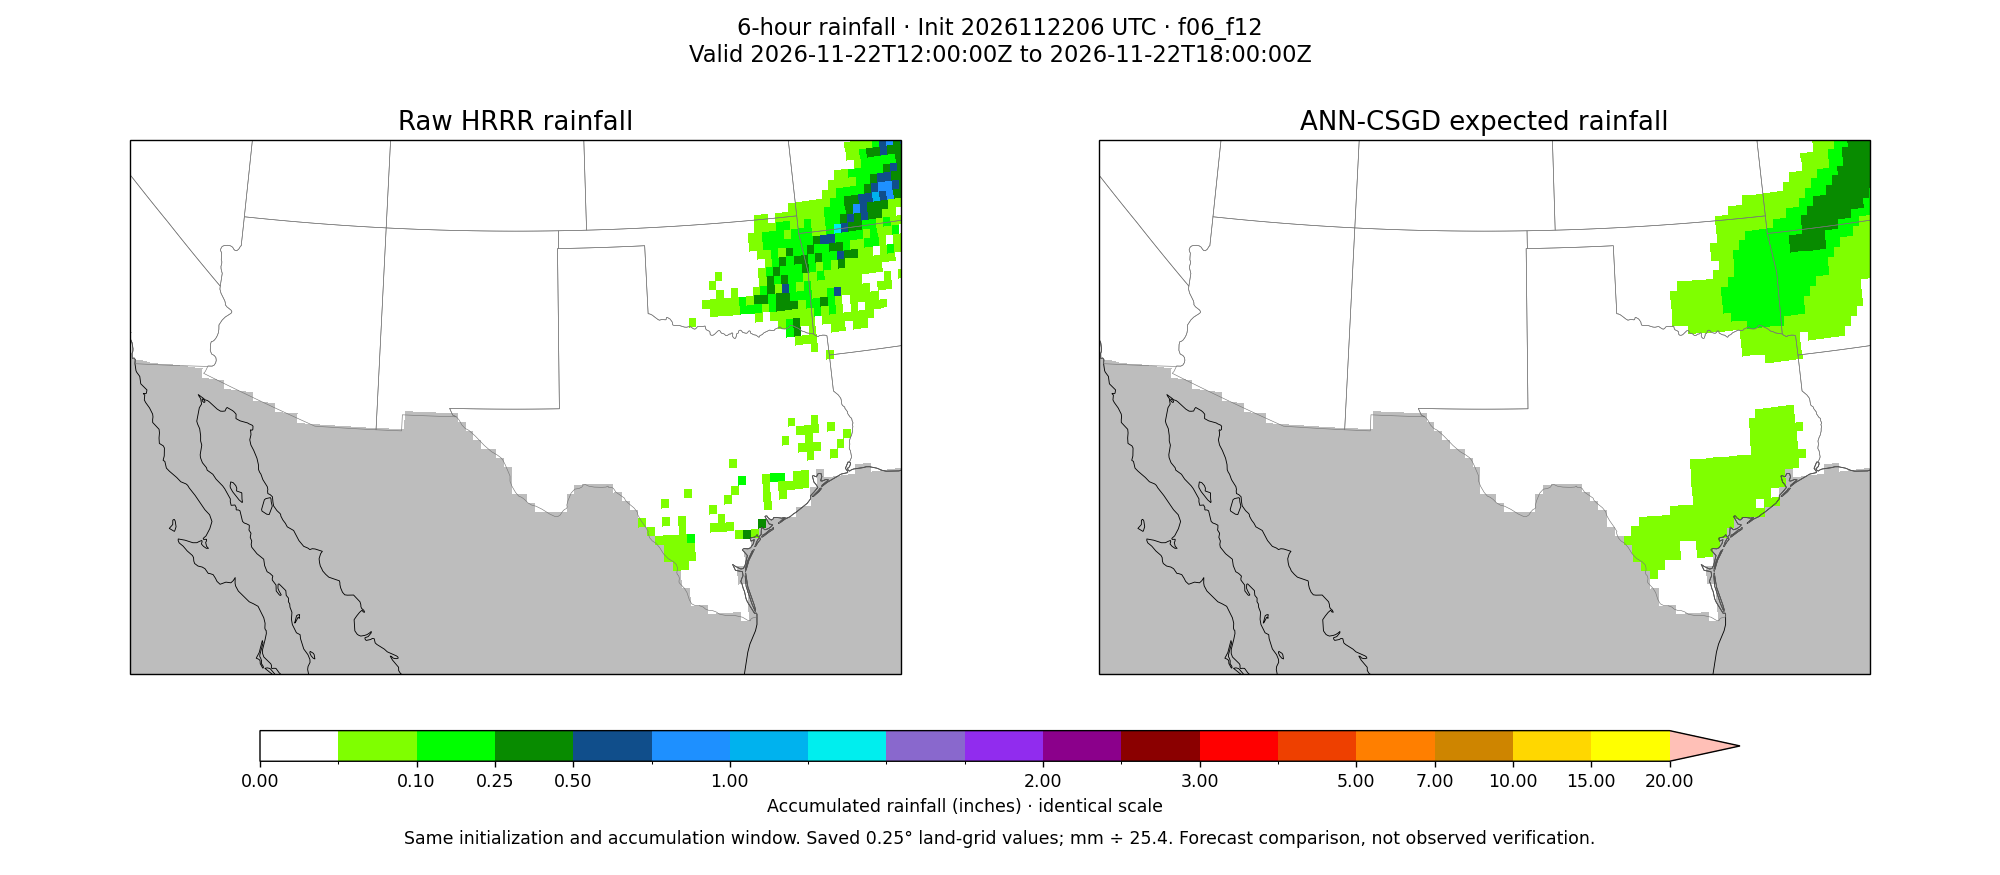 6-hour rainfall · Init 2026112206 UTC · f06_f12
Valid 2026-11-22T12:00:00Z to 2026-11-22T18:00:00Z
Raw HRRR rainfall
ANN-CSGD expected rainfall
0.00 0.10 0.25 0.50 1.00 2.00 3.00 5.00 7.00 10.00 15.00 20.00
Accumulated rainfall (inches) · identical scale
Same initialization and accumulation window. Saved 0.25° land-grid values; mm ÷ 25.4. Forecast comparison, not observed verification.